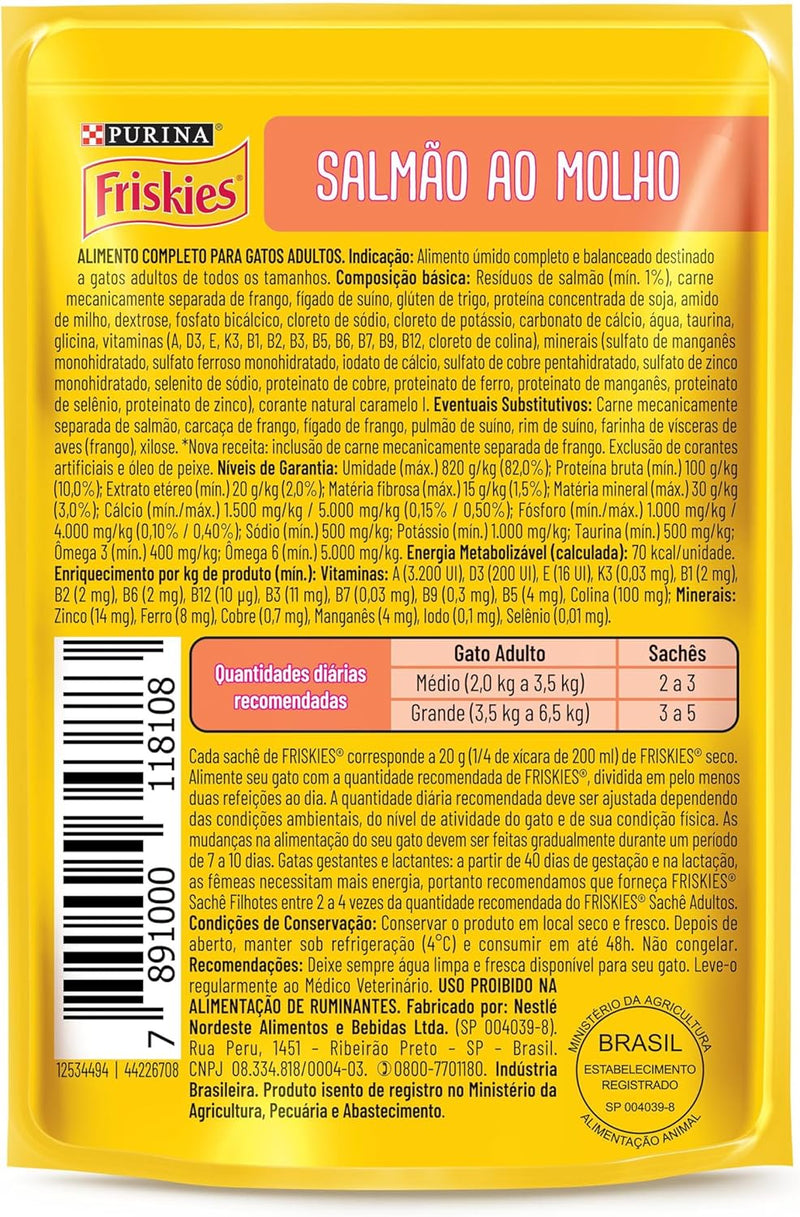 PURINA®
Friskies®
SALMÃO AO MOLHO
ALIMENTO COMPLETO PARA GATOS ADULTOS. Indicação: Alimento úmido completo e balanceado destinado
a gatos adultos de todos os tamanhos. Composição básica: Resíduos de salmão (mín. 1%), carne
mecanicamente separada de frango, fígado de suíno, glúten de trigo, proteína concentrada de soja, amido
de milho, dextrose, fosfato bicálcico, cloreto de sódio, cloreto de potássio, carbonato de cálcio, água, taurina,
glicina, vitaminas (A, D3, E, K3, B1, B2, B3, B5, B6, B7, B9, B12, cloreto de colina), minerais (sulfato de manganês
monohidratado, sulfato ferroso monohidratado, iodato de cálcio, sulfato de cobre pentahidratado, sulfato de zinco
monohidratado, selenito de sódio, proteinato de cobre, proteinato de ferro, proteinato de manganês, proteinato
de selênio, proteinato de zinco), corante natural caramelo I. Eventuais Substitutivos: Carne mecanicamente
separada de salmão, carcaça de frango, fígado de frango, pulmão de suíno, rim de suíno, farinha de vísceras de
aves (frango), xilose. *Nova receita: inclusão de carne mecanicamente separada de frango. Exclusão de corantes
artificiais e óleo de peixe. Níveis de Garantia: Umidade (máx.) 820 g/kg (82,0%); Proteína bruta (mín.) 100 g/kg
(10,0%); Extrato etéreo (mín.) 20 g/kg (2,0%); Matéria fibrosa (máx.) 15 g/kg (1,5%); Matéria mineral (máx.) 30 g/kg
(3,0%); Cálcio (mín./máx.) 1.500 mg/kg / 5.000 mg/kg (0,15% / 0,50%); Fósforo (mín./máx.) 1.000 mg/kg /
4.000 mg/kg (0,10% / 0,40%); Sódio (mín.) 500 mg/kg; Potássio (mín.) 1.000 mg/kg; Taurina (mín.) 500 mg/kg;
Ômega 3 (mín.) 400 mg/kg; Ômega 6 (mín.) 5.000 mg/kg. Energia Metabolizável (calculada): 70 kcal/unidade.
Enriquecimento por kg de produto (mín.): Vitaminas: A (3.200 UI), D3 (200 UI), E (16 UI), K3 (0,03 mg), B1 (2 mg),
B2 (2 mg), B6 (2 mg), B12 (10 µg), B3 (11 mg), B7 (0,03 mg), B9 (0,3 mg), B5 (4 mg), Colina (100 mg); Minerais:
Zinco (14 mg), Ferro (8 mg), Cobre (0,7 mg), Manganês (4 mg), Iodo (0,1 mg), Selênio (0,01 mg).
Quantidades diárias
recomendadas
Gato Adulto Sachês
Médio (2,0 kg a 3,5 kg) 2 a 3
Grande (3,5 kg a 6,5 kg) 3 a 5
7 891000 118108
12534494 | 44226708
Cada sachê de FRISKIES® corresponde a 20 g (1/4 de xícara de 200 ml) de FRISKIES® seco.
Alimente seu gato com a quantidade recomendada de FRISKIES®, dividida em pelo menos
duas refeições ao dia. A quantidade diária recomendada deve ser ajustada dependendo
das condições ambientais, do nível de atividade do gato e de sua condição física. As
mudanças na alimentação do seu gato devem ser feitas gradualmente durante um período
de 7 a 10 dias. Gatas gestantes e lactantes: a partir de 40 dias de gestação e na lactação,
as fêmeas necessitam mais energia, portanto recomendamos que forneça FRISKIES®
Sachê Filhotes entre 2 a 4 vezes da quantidade recomendada do FRISKIES® Sachê Adultos.
Condições de Conservação: Conservar o produto em local seco e fresco. Depois de
aberto, manter sob refrigeração (4°C) e consumir em até 48h. Não congelar.
Recomendações: Deixe sempre água limpa e fresca disponível para seu gato. Leve-o
regularmente ao Médico Veterinário. USO PROIBIDO NA
ALIMENTAÇÃO DE RUMINANTES. Fabricado por: Nestlé
Nordeste Alimentos e Bebidas Ltda. (SP 004039-8).
Rua Peru, 1451 - Ribeirão Preto - SP - Brasil.
CNPJ 08.334.818/0004-03. 0800-7701180. Indústria
Brasileira. Produto isento de registro no Ministério da
Agricultura, Pecuária e Abastecimento.
MINISTÉRIO DA AGRICULTURA
BRASIL
ESTABELECIMENTO
REGISTRADO
SP 004039-8
ALIMENTAÇÃO ANIMAL